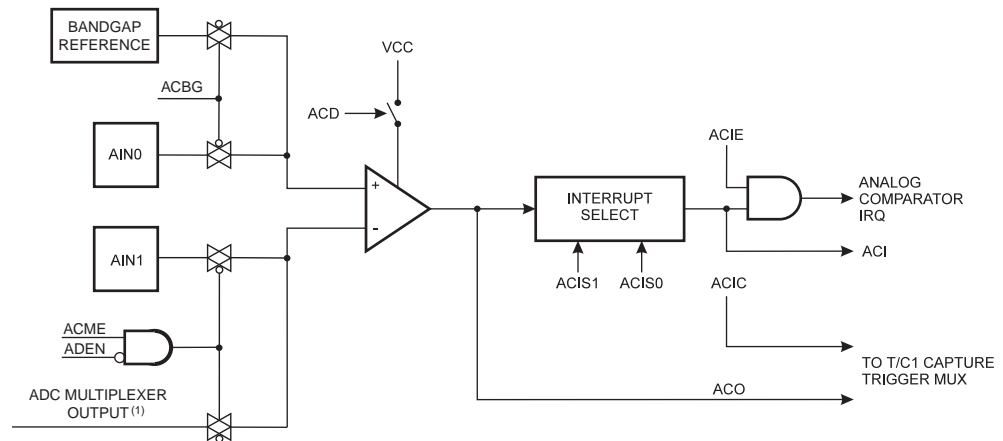 BANDGAP
REFERENCE
VCC
ACBG
ACD
ACIE
AIN0
+
INTERRUPT
SELECT
ANALOG
COMPARATOR
IRQ
-
AIN1
ACI
ACIS1 ACIS0 ACIC
ACME
ADEN
TO T/C1 CAPTURE
TRIGGER MUX
ADC MULTIPLEXER
OUTPUT (1)
ACO